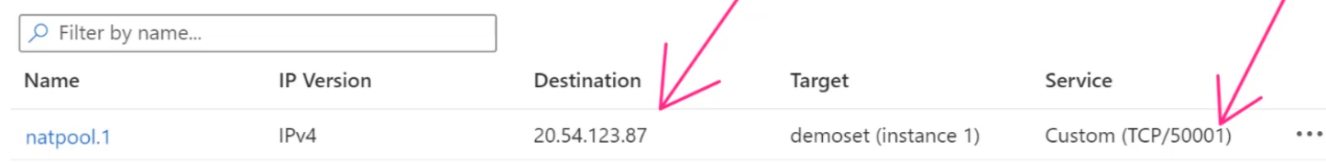 Filter by name...
Name IP Version Destination Target Service
natpool.1 IPv4 20.54.123.87 demoset (instance 1) Custom (TCP/50001) ...